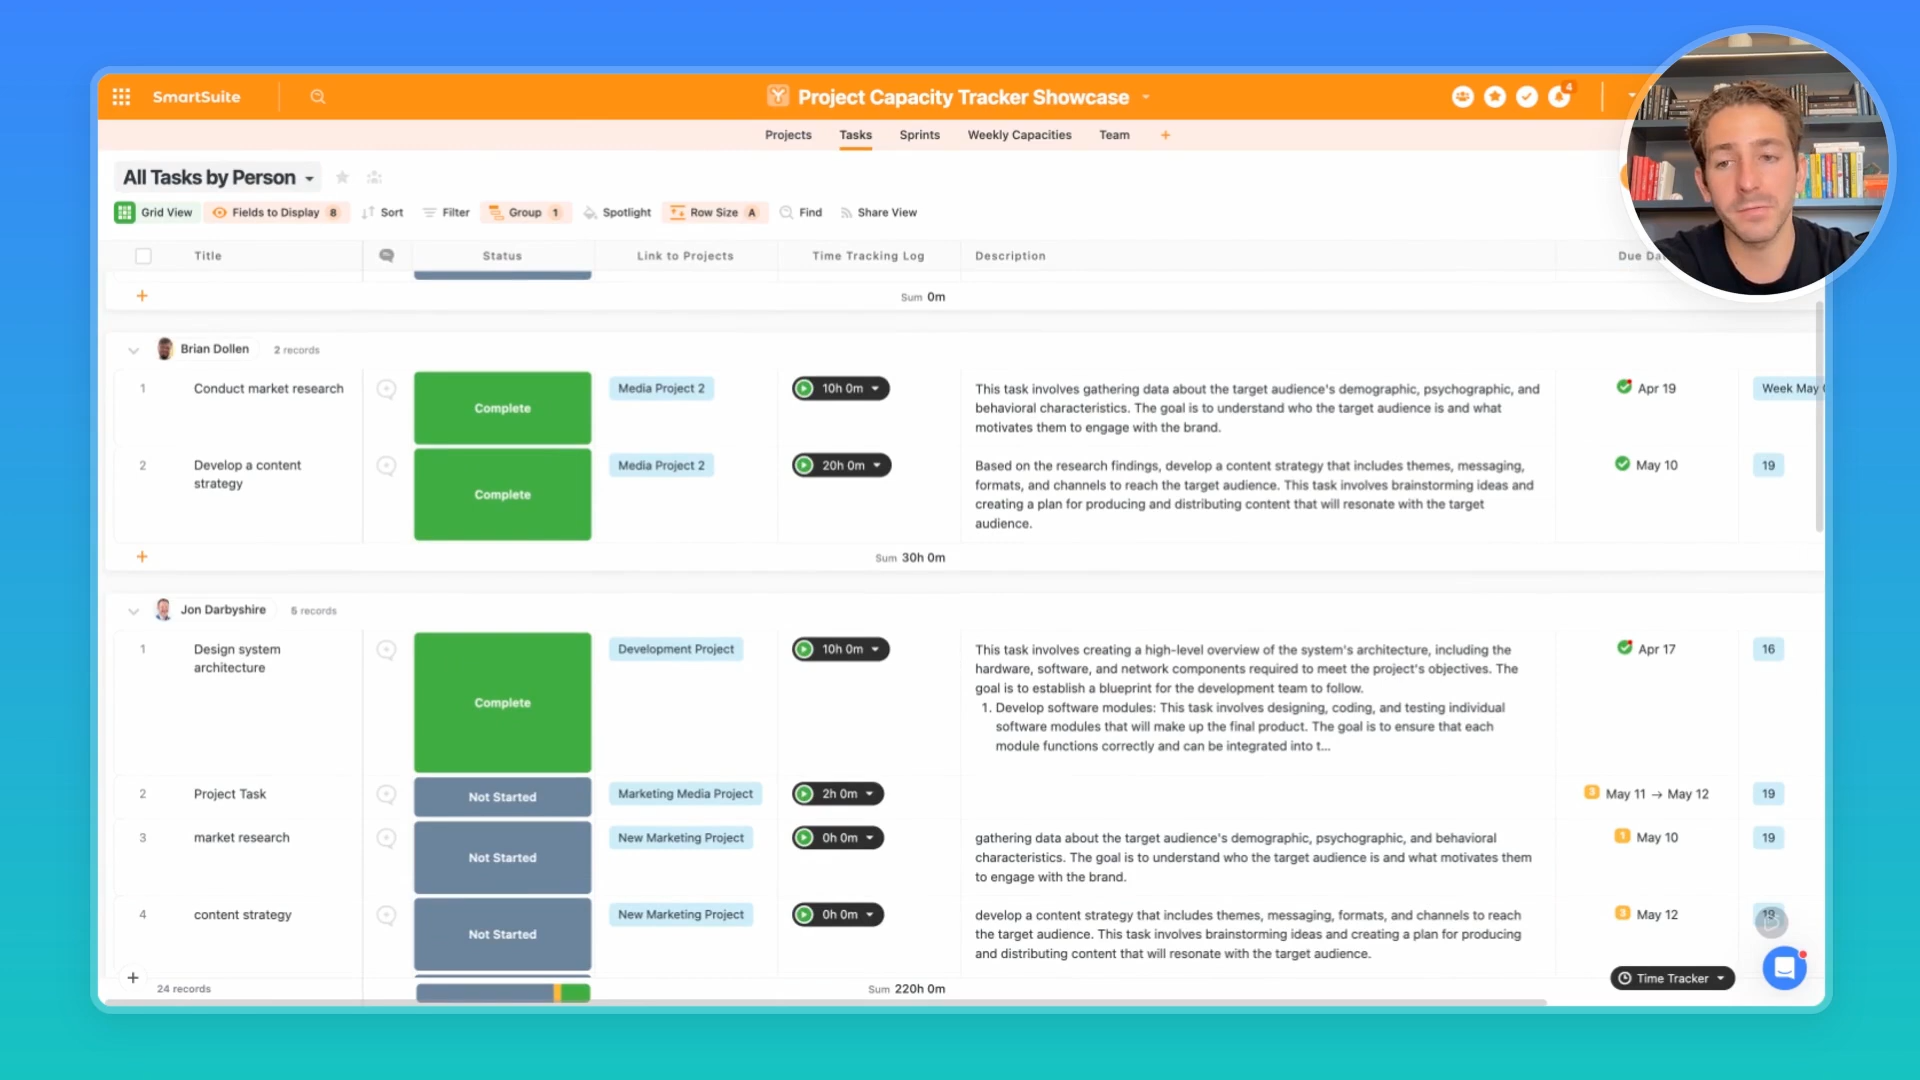 SmartSuite
Project Capacity Tracker Showcase
4
Projects
Tasks
Sprints
Weekly Capacities
Team
All Tasks by Person
Grid View
Fields to Display 8
Sort
Filter
Group 1
Spotlight
Row Size A
Find
Share View
Title
Status
Link to Projects
Time Tracking Log
Description
Due Da
Sum 0m
Brian Dollen
2 records
1
Conduct market research
Complete
Media Project 2
10h 0m
This task involves gathering data about the target audience's demographic, psychographic, and
behavioral characteristics. The goal is to understand who the target audience is and what
motivates them to engage with the brand.
Apr 19
Week May
2
Develop a content
strategy
Complete
Media Project 2
20h 0m
Based on the research findings, develop a content strategy that includes themes, messaging,
formats, and channels to reach the target audience. This task involves brainstorming ideas and
creating a plan for producing and distributing content that will resonate with the target
audience.
May 10
19
Sum 30h 0m
Jon Darbyshire
5 records
1
Design system
architecture
Complete
Development Project
10h 0m
This task involves creating a high-level overview of the system's architecture, including the
hardware, software, and network components required to meet the project's objectives. The
goal is to establish a blueprint for the development team to follow.
1. Develop software modules: This task involves designing, coding, and testing individual
software modules that will make up the final product. The goal is to ensure that each
module functions correctly and can be integrated into t...
Apr 17
16
2
Project Task
Not Started
Marketing Media Project
2h 0m
3
May 11 → May 12
19
3
market research
Not Started
New Marketing Project
0h 0m
gathering data about the target audience's demographic, psychographic, and behavioral
characteristics. The goal is to understand who the target audience is and what motivates them
to engage with the brand.
1
May 10
19
4
content strategy
Not Started
New Marketing Project
0h 0m
develop a content strategy that includes themes, messaging, formats, and channels to reach
the target audience. This task involves brainstorming ideas and creating a plan for producing
and distributing content that will resonate with the target audience.
3
May 12
19
24 records
Sum 220h 0m
Time Tracker